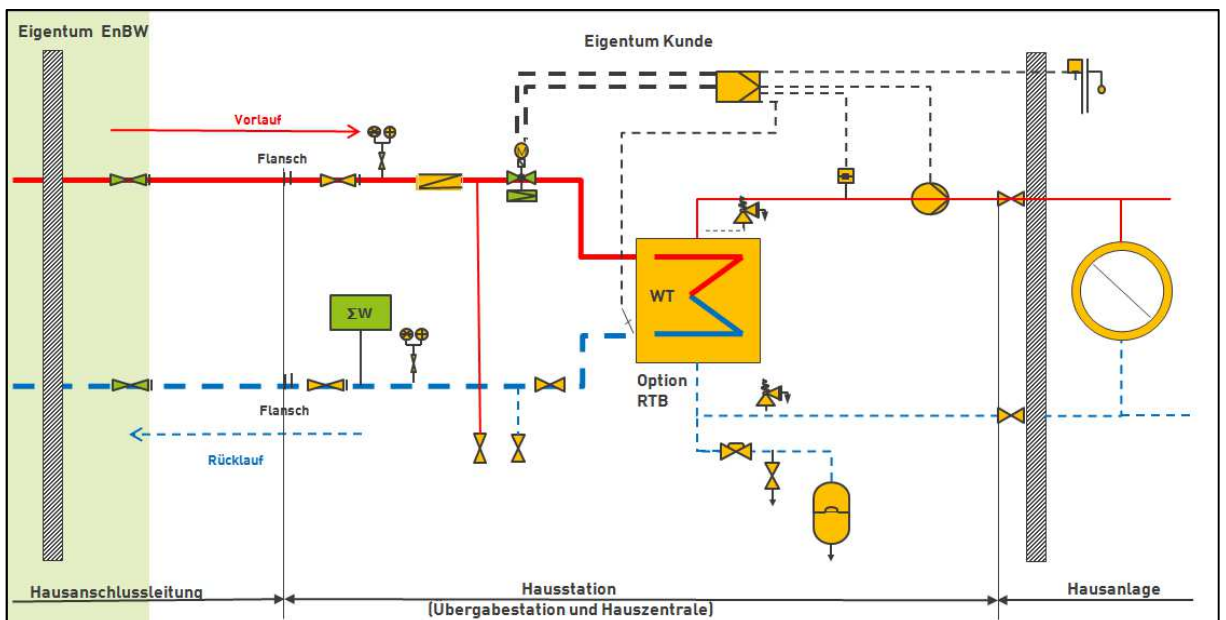 Eigentum EnBW
Eigentum Kunde
Vorlauf
Flansch
M
ΣW
WT
Option
RTB
Flansch
Rücklauf
Hausanschlussleitung
Hausstation
(Übergabestation und Hauszentrale)
Hausanlage